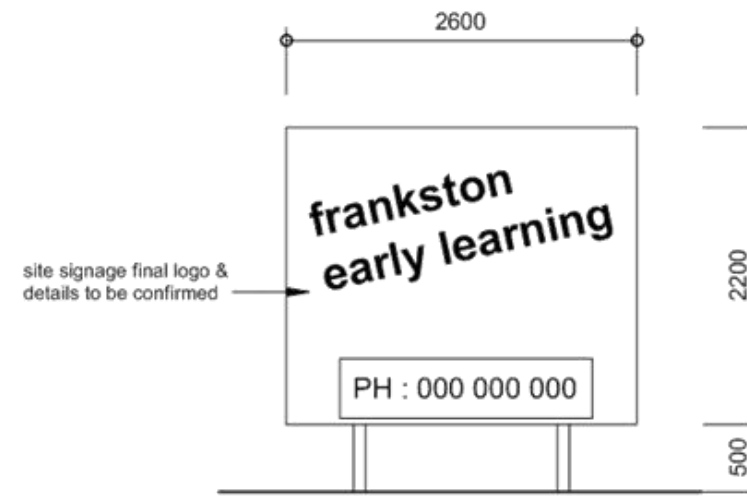 2600
frankston
early learning
site signage final logo &
details to be confirmed
2200
PH : 000 000 000
500